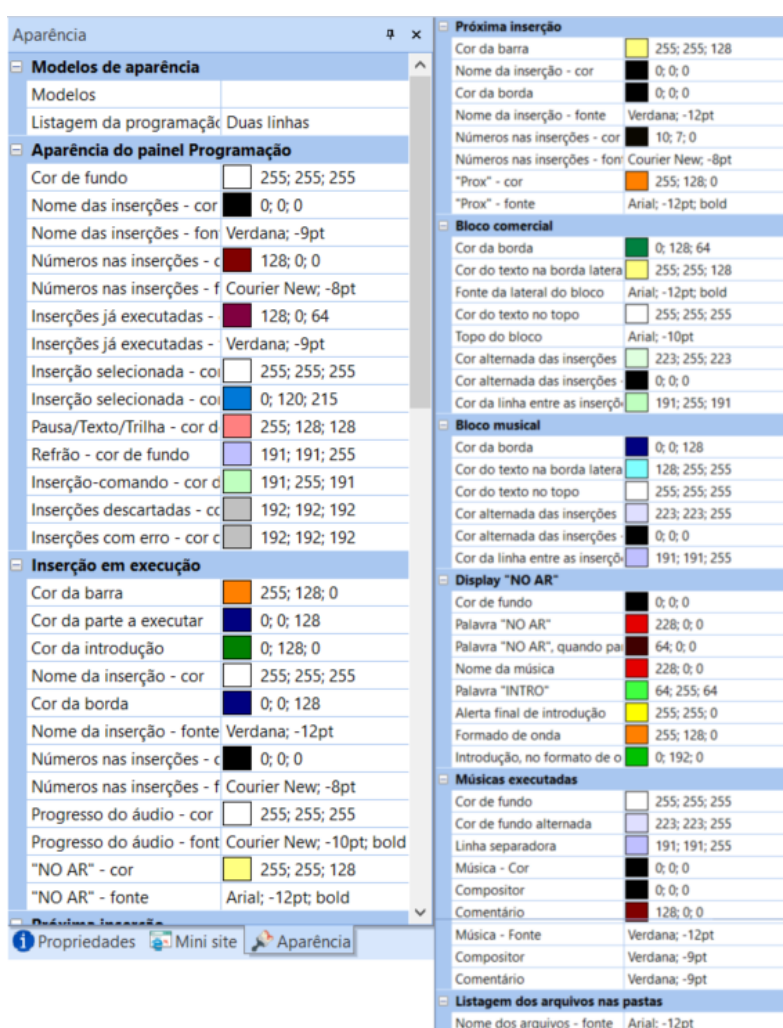 Aparência
Modelos de aparência
Modelos
Listagem da programaçã Duas linhas
Aparência do painel Programação
Cor de fundo 255; 255; 255
Nome das inserções - cor 0; 0; 0
Nome das inserções - fon Verdana; -9pt
Números nas inserções - c 128; 0; 0
Números nas inserções - f Courier New; -8pt
Inserções já executadas - 128; 0; 64
Inserções já executadas - Verdana; -9pt
Inserção selecionada - co 255; 255; 255
Inserção selecionada - co 0; 120; 215
Pausa/Texto/Trilha - cor d 255; 128; 128
Refrão - cor de fundo 191; 191; 255
Inserção-comando - cor d 191; 255; 191
Inserções descartadas - co 192; 192; 192
Inserções com erro - cor c 192; 192; 192
Inserção em execução
Cor da barra 255; 128; 0
Cor da parte a executar 0; 0; 128
Cor da introdução 0; 128; 0
Nome da inserção - cor 255; 255; 255
Cor da borda 0; 0; 128
Nome da inserção - fonte Verdana; -12pt
Números nas inserções - c 0; 0; 0
Números nas inserções - f Courier New; -8pt
Progresso do áudio - cor 255; 255; 255
Progresso do áudio - font Courier New; -10pt; bold
"NO AR" - cor 255; 255; 128
"NO AR" - fonte Arial; -12pt; bold
Próxima inserção
Propriedades Mini site Aparência
Próxima inserção
Cor da barra 255; 255; 128
Nome da inserção - cor 0; 0; 0
Cor da borda 0; 0; 0
Nome da inserção - fonte Verdana; -12pt
Números nas inserções - cor 10; 7; 0
Números nas inserções - fon Courier New; -8pt
"Prox" - cor 255; 128; 0
"Prox" - fonte Arial; -12pt; bold
Bloco comercial
Cor da borda 0; 128; 64
Cor do texto na borda latera 255; 255; 128
Fonte da lateral do bloco Arial; -12pt; bold
Cor do texto no topo 255; 255; 255
Topo do bloco Arial; -10pt
Cor alternada das inserções 223; 255; 223
Cor alternada das inserções - 0; 0; 0
Cor da linha entre as inserçõ 191; 255; 191
Bloco musical
Cor da borda 0; 0; 128
Cor do texto na borda latera 128; 255; 255
Cor do texto no topo 255; 255; 255
Cor alternada das inserções 223; 223; 255
Cor alternada das inserções - 0; 0; 0
Cor da linha entre as inserçõ 191; 191; 255
Display "NO AR"
Cor de fundo 0; 0; 0
Palavra "NO AR" 228; 0; 0
Palavra "NO AR", quando pa 64; 0; 0
Nome da música 228; 0; 0
Palavra "INTRO" 64; 255; 64
Alerta final de introdução 255; 255; 0
Formado de onda 255; 128; 0
Introdução, no formato de o 0; 192; 0
Músicas executadas
Cor de fundo 255; 255; 255
Cor de fundo alternada 223; 223; 255
Linha separadora 191; 191; 255
Música - Cor 0; 0; 0
Compositor 0; 0; 0
Comentário 128; 0; 0
Música - Fonte Verdana; -12pt
Compositor Verdana; -9pt
Comentário Verdana; -9pt
Listagem dos arquivos nas pastas
Nome dos arquivos - fonte Arial; -12pt